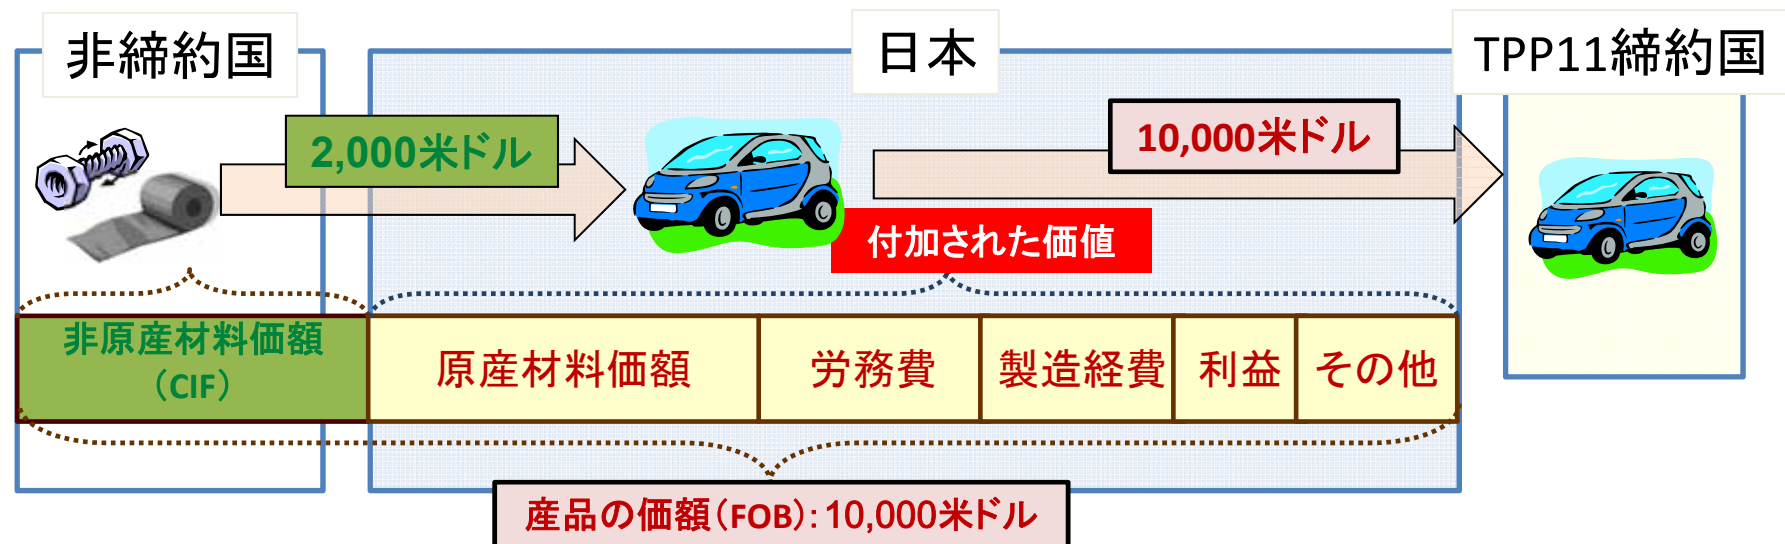 非締約国
日本
TPP11締約国
2,000米ドル
10,000米ドル
付加された価値
非原産材料価額
（CIF）
原産材料価額
労務費
製造経費
利益
その他
産品の価額（FOB）：10,000米ドル